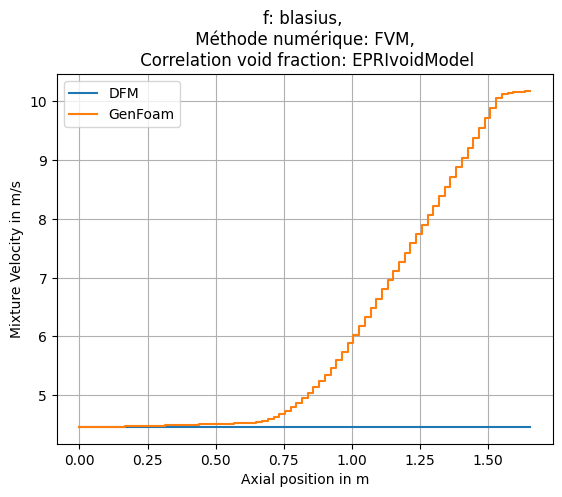 f: blasius,
Méthode numérique: FVM,
Correlation void fraction: EPRIvoidModel
DFM
GenFoam
Mixture Velocity in m/s
10
9
8
7
6
5
0.00 0.25 0.50 0.75 1.00 1.25 1.50
Axial position in m